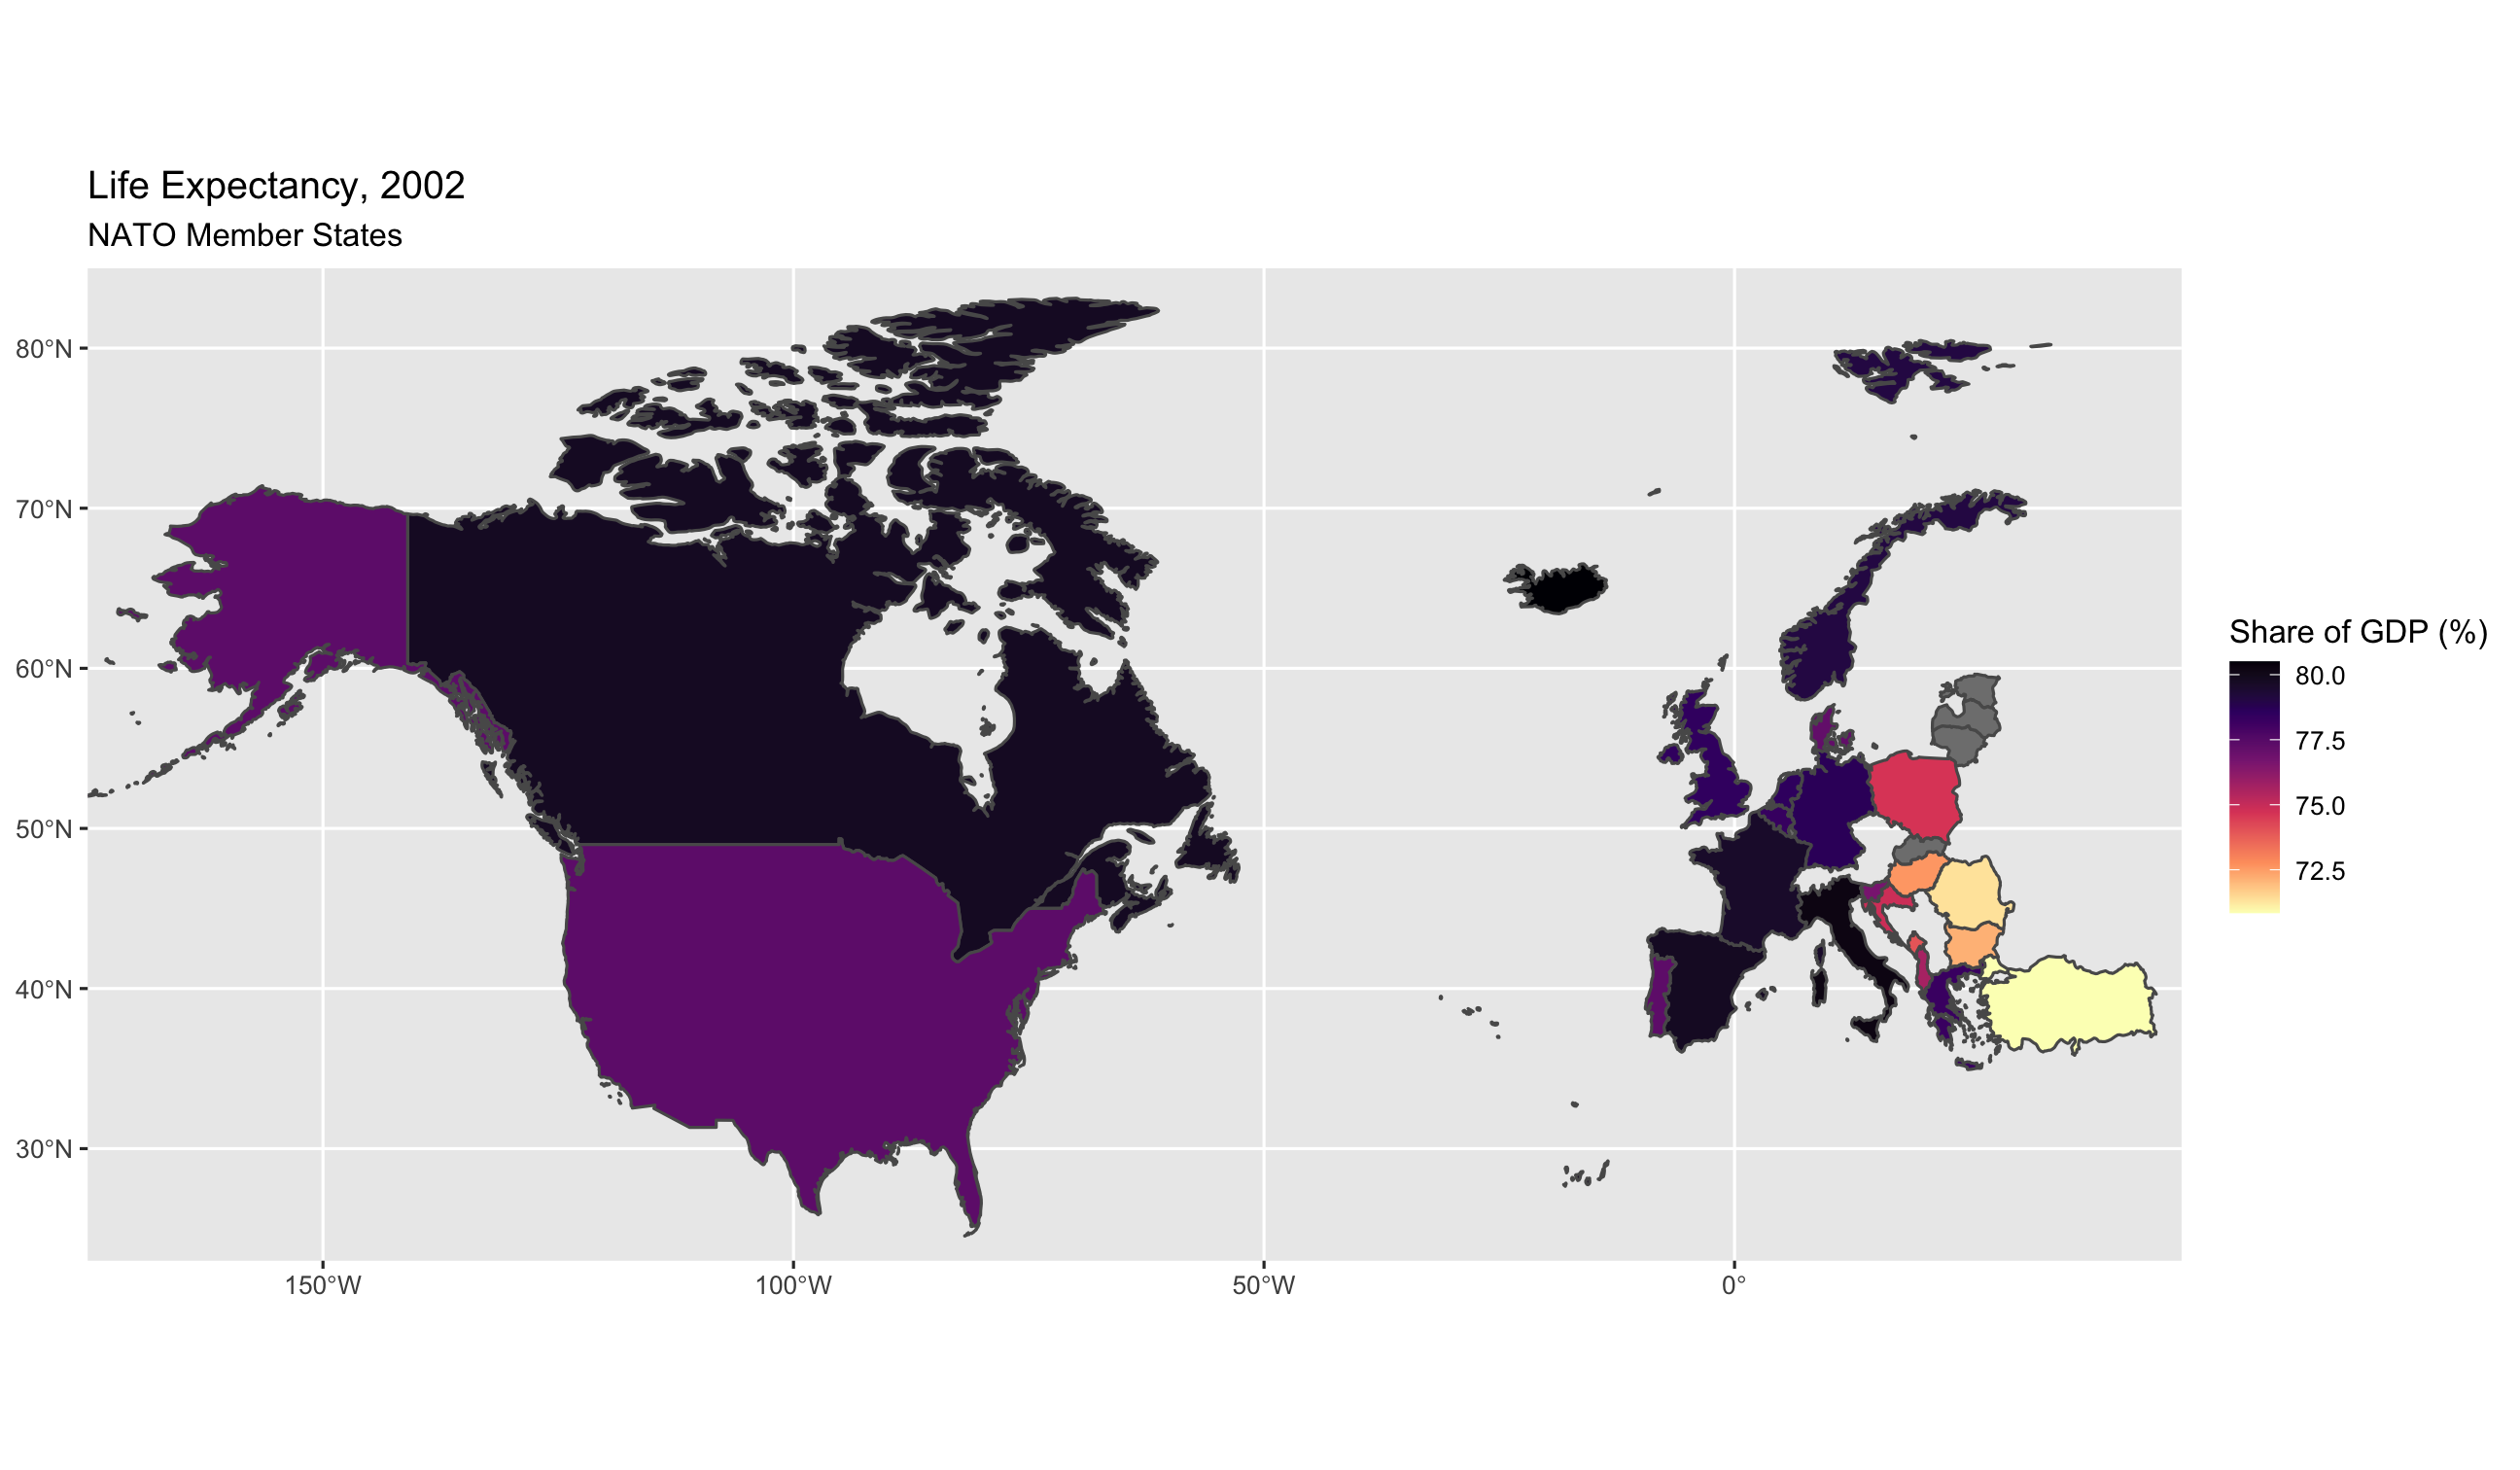 Life Expectancy, 2002
NATO Member States
80°N
70°N
60°N
50°N
40°N
30°N
150°W
100°W
50°W
0°
Share of GDP (%)
80.0
77.5
75.0
72.5